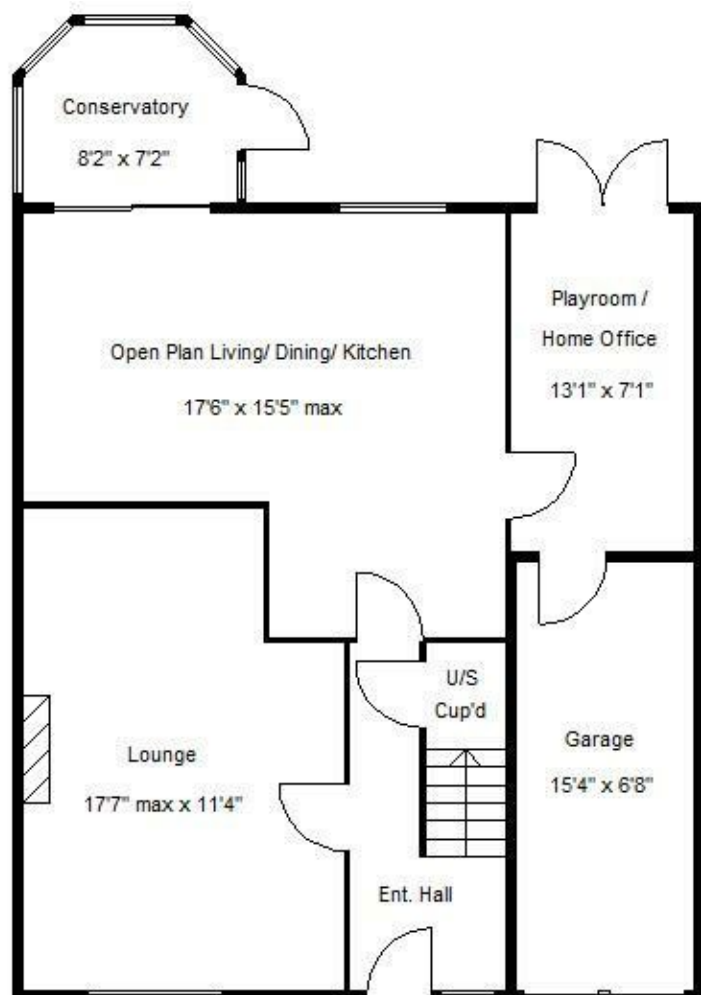 Conservatory
8'2" x 7'2"
Playroom /
Home Office
13'1" x 7'1"
Open Plan Living/ Dining/ Kitchen
17'6" x 15'5" max
U/S
Cup'd
Lounge
17'7" max x 11'4"
Garage
15'4" x 6'8"
Ent. Hall